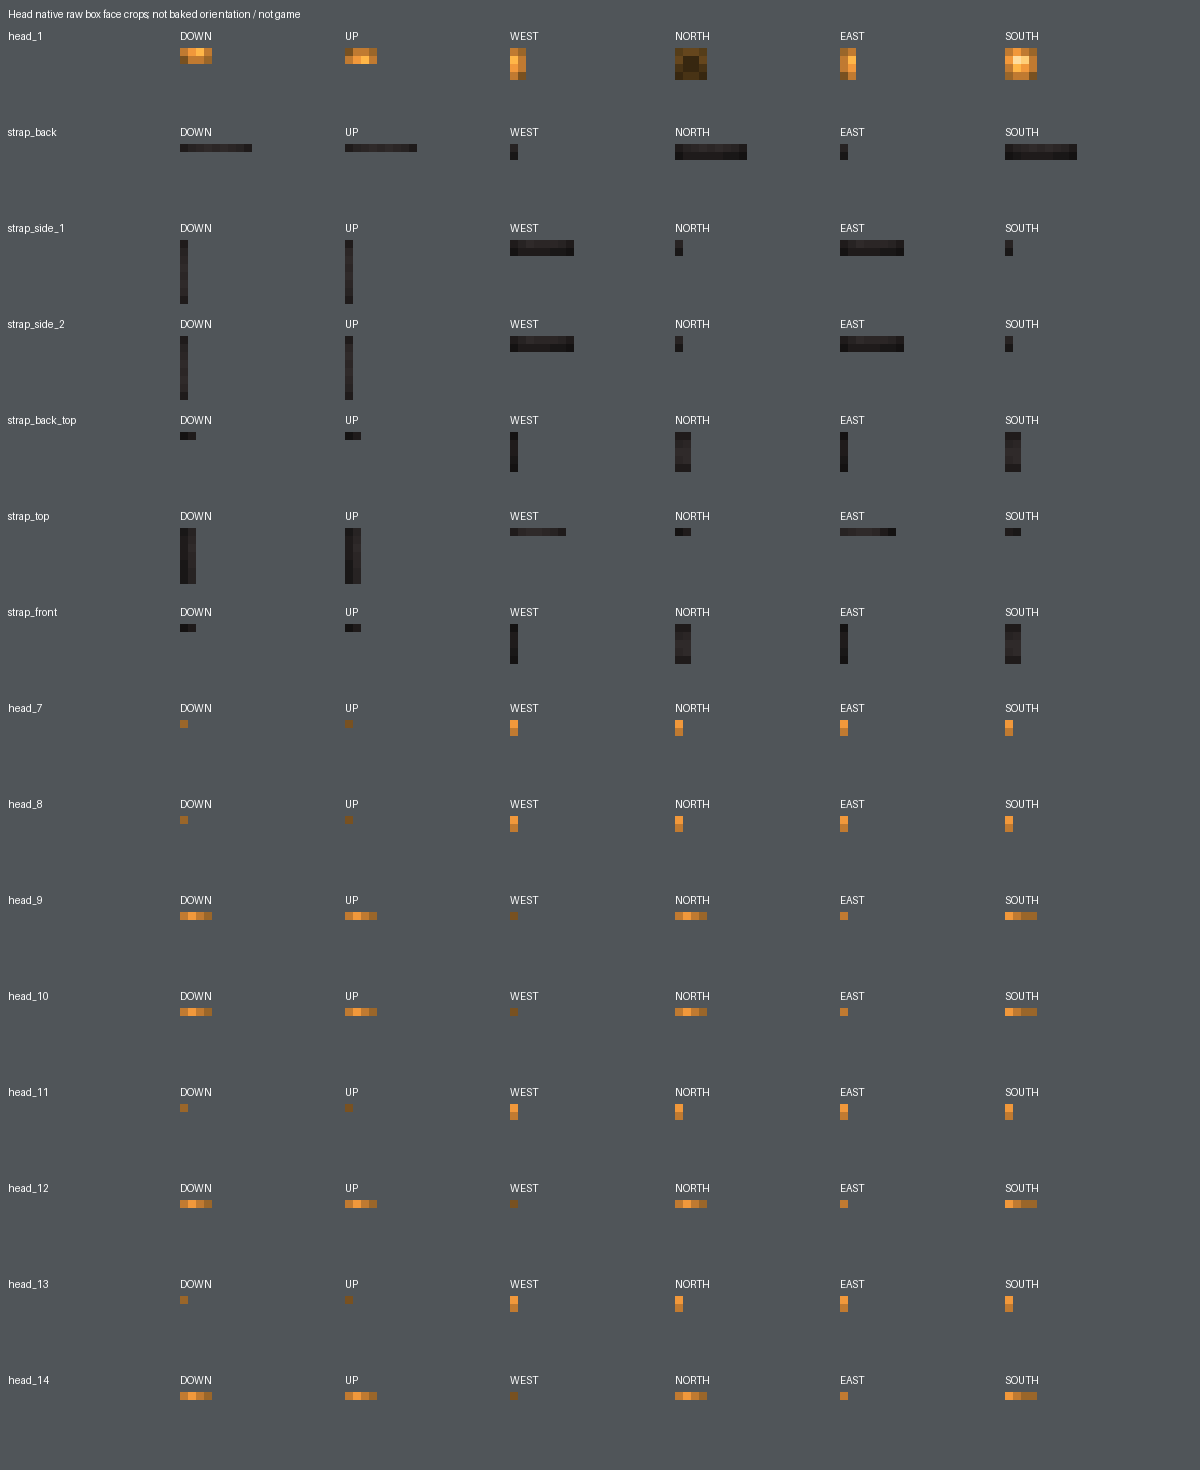 Head native raw box face crops; not baked orientation / not game
head_1 DOWN UP WEST NORTH EAST SOUTH
strap_back DOWN UP WEST NORTH EAST SOUTH
strap_side_1 DOWN UP WEST NORTH EAST SOUTH
strap_side_2 DOWN UP WEST NORTH EAST SOUTH
strap_back_top DOWN UP WEST NORTH EAST SOUTH
strap_top DOWN UP WEST NORTH EAST SOUTH
strap_front DOWN UP WEST NORTH EAST SOUTH
head_7 DOWN UP WEST NORTH EAST SOUTH
head_8 DOWN UP WEST NORTH EAST SOUTH
head_9 DOWN UP WEST NORTH EAST SOUTH
head_10 DOWN UP WEST NORTH EAST SOUTH
head_11 DOWN UP WEST NORTH EAST SOUTH
head_12 DOWN UP WEST NORTH EAST SOUTH
head_13 DOWN UP WEST NORTH EAST SOUTH
head_14 DOWN UP WEST NORTH EAST SOUTH